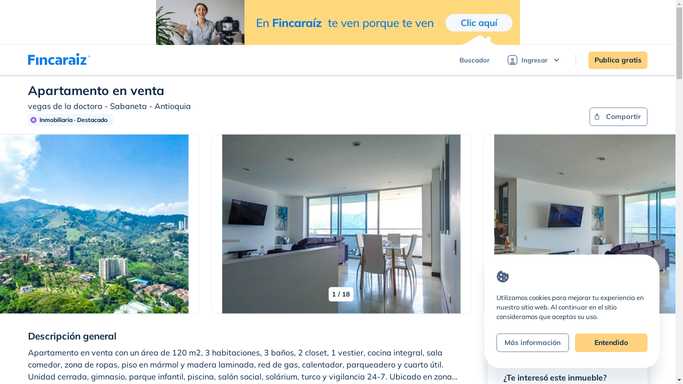 En Fincaraíz te ven porque te ven
Clic aquí
Fincaraiz
Buscador
Ingresar
Publica gratis
Apartamento en venta
vegas de la doctora - Sabaneta - Antioquia
Inmobiliaria · Destacado
Compartir
1 / 18
Utilizamos cookies para mejorar tu experiencia en
nuestro sitio web. Al continuar en el sitio
consideramos que aceptas su uso.
Más información
Entendido
Descripción general
Apartamento en venta con un área de 120 m2, 3 habitaciones, 3 baños, 2 closet, 1 vestier, cocina integral, sala
comedor, zona de ropas, piso en mármol y madera laminada, red de gas, calentador, parqueadero y cuarto útil.
Unidad cerrada, gimnasio, parque infantil, piscina, salón social, solárium, turco y vigilancia 24-7. Ubicado en zona...
¿Te interesó este inmueble?